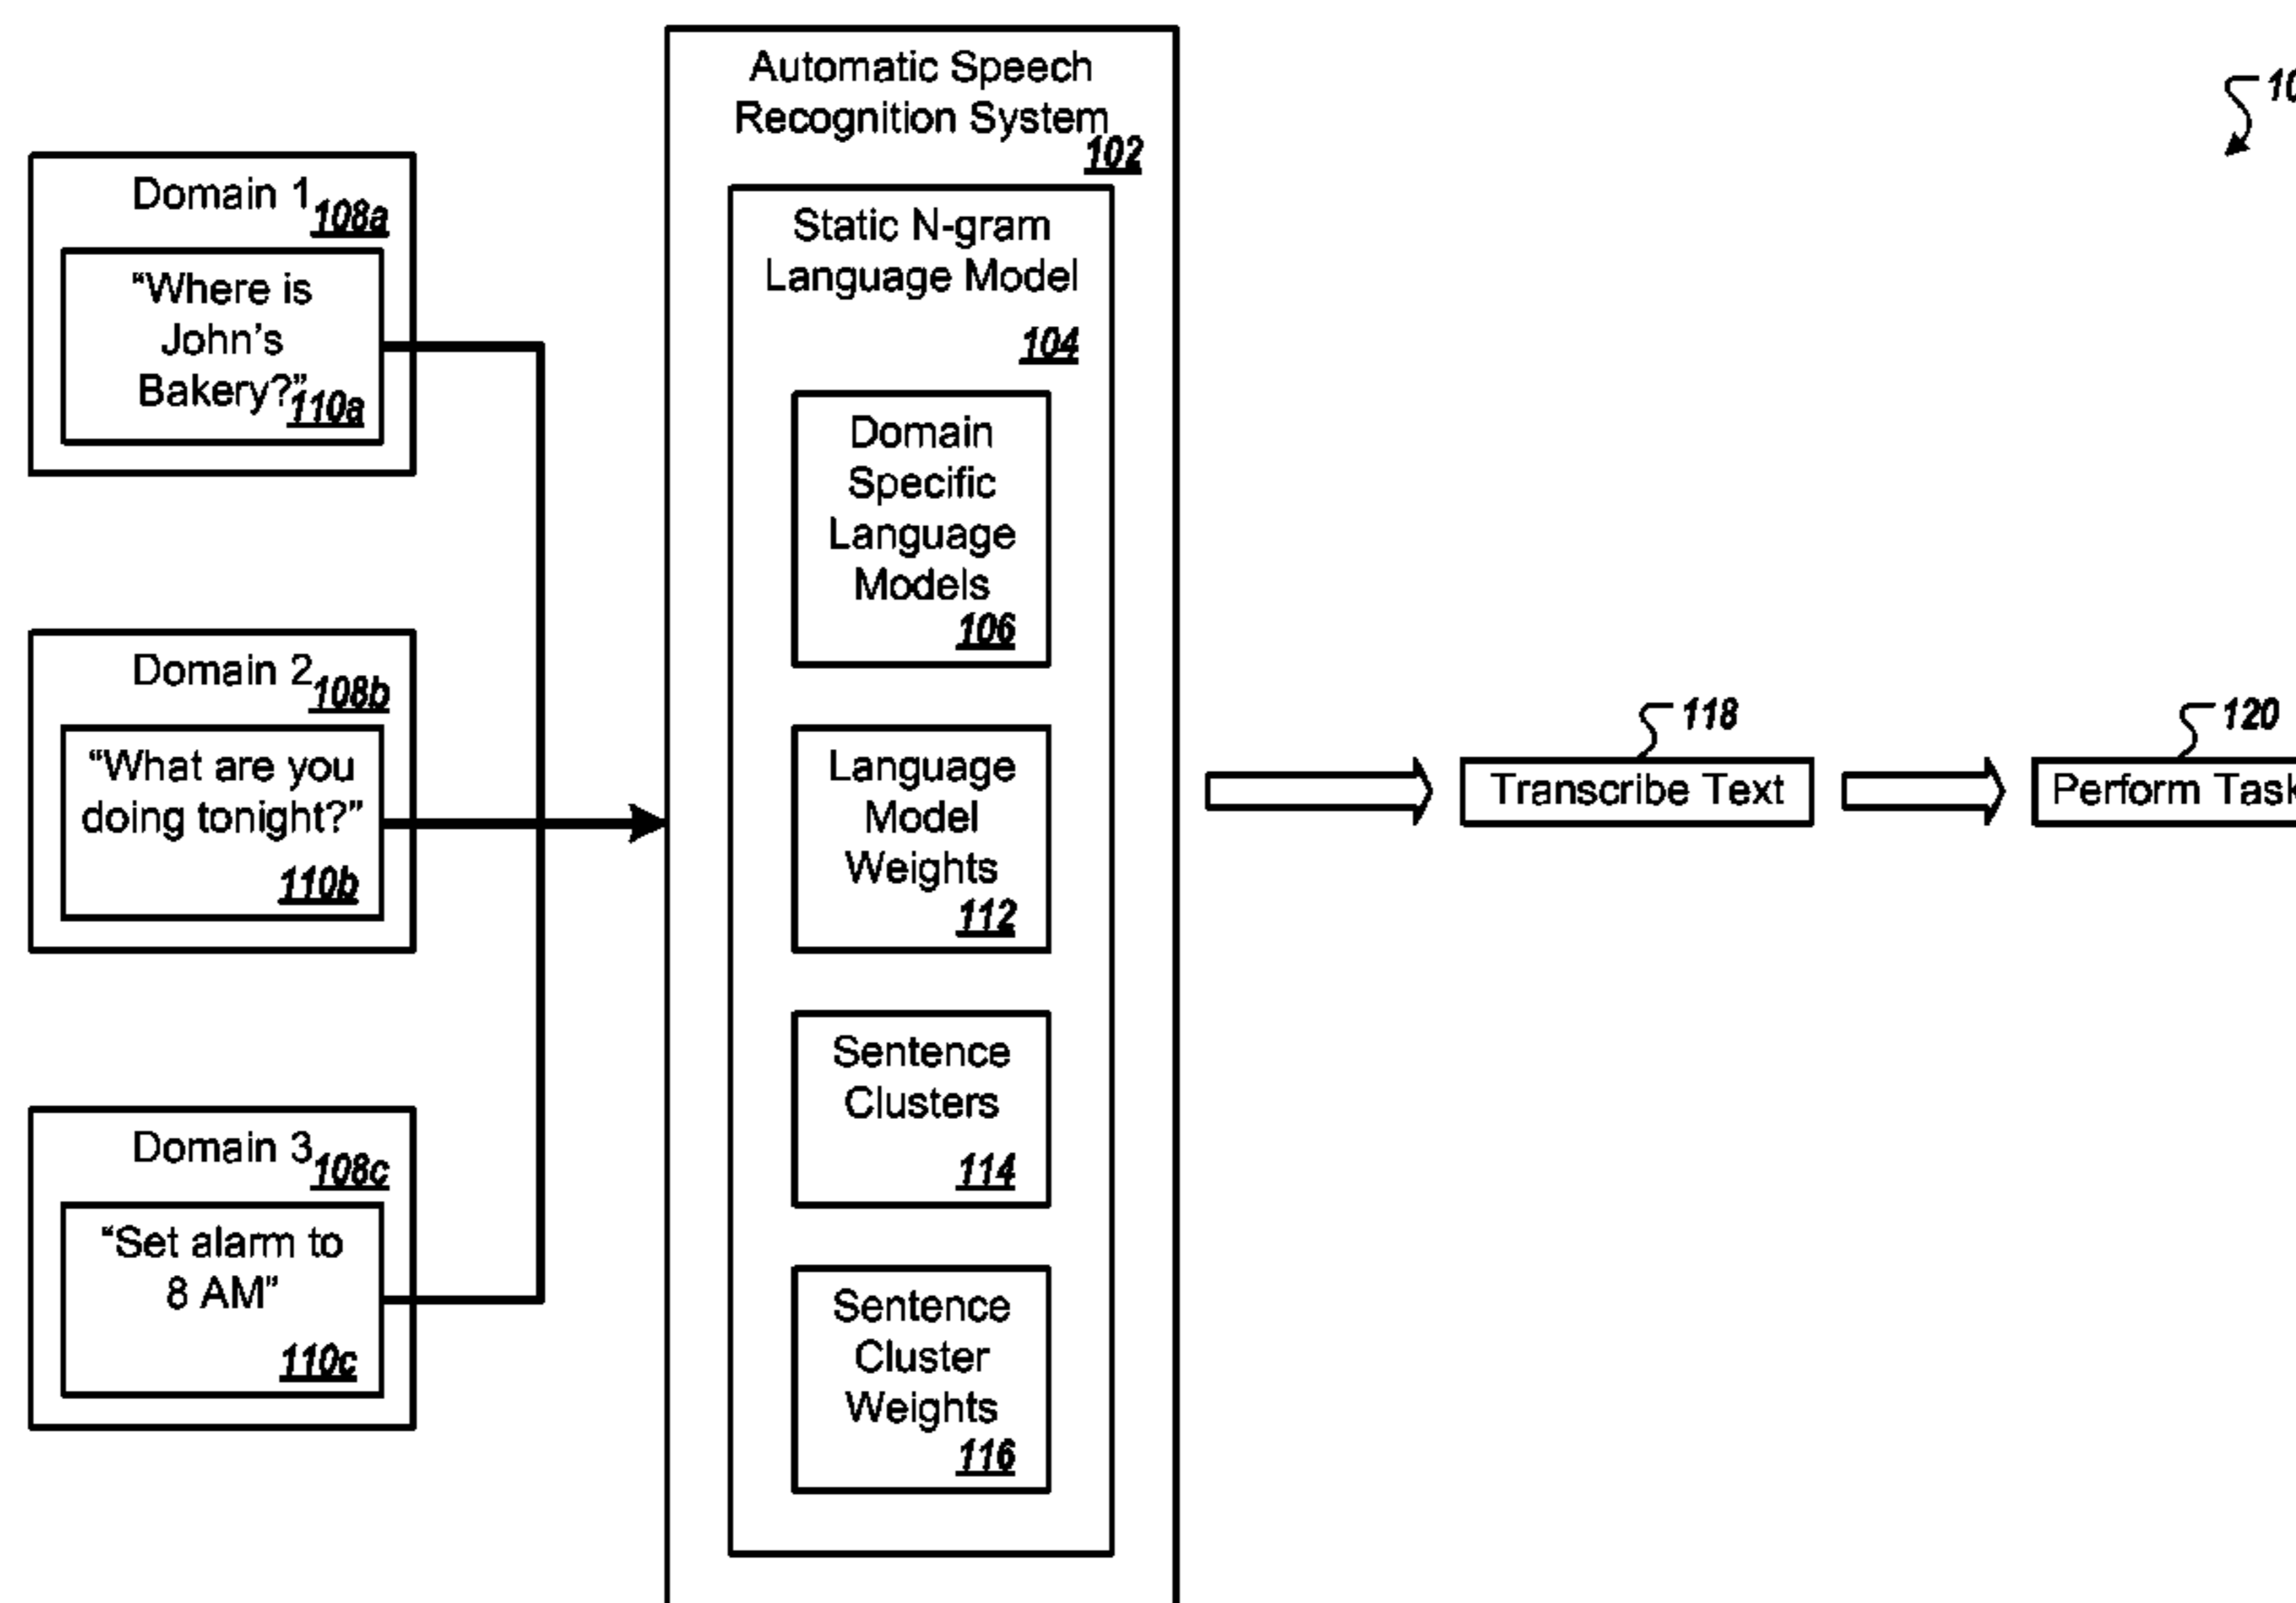 Domain 1
108a
“Where is
John’s
Bakery?”
110a
Domain 2
108b
“What are you
doing tonight?”
110b
Domain 3
108c
“Set alarm to
8 AM”
110c
Automatic Speech
Recognition System
102
Static N-gram
Language Model
104
Domain
Specific
Language
Models
106
Language
Model
Weights
112
Sentence
Clusters
114
Sentence
Cluster
Weights
116
118
Transcribe Text
120
Perform Task